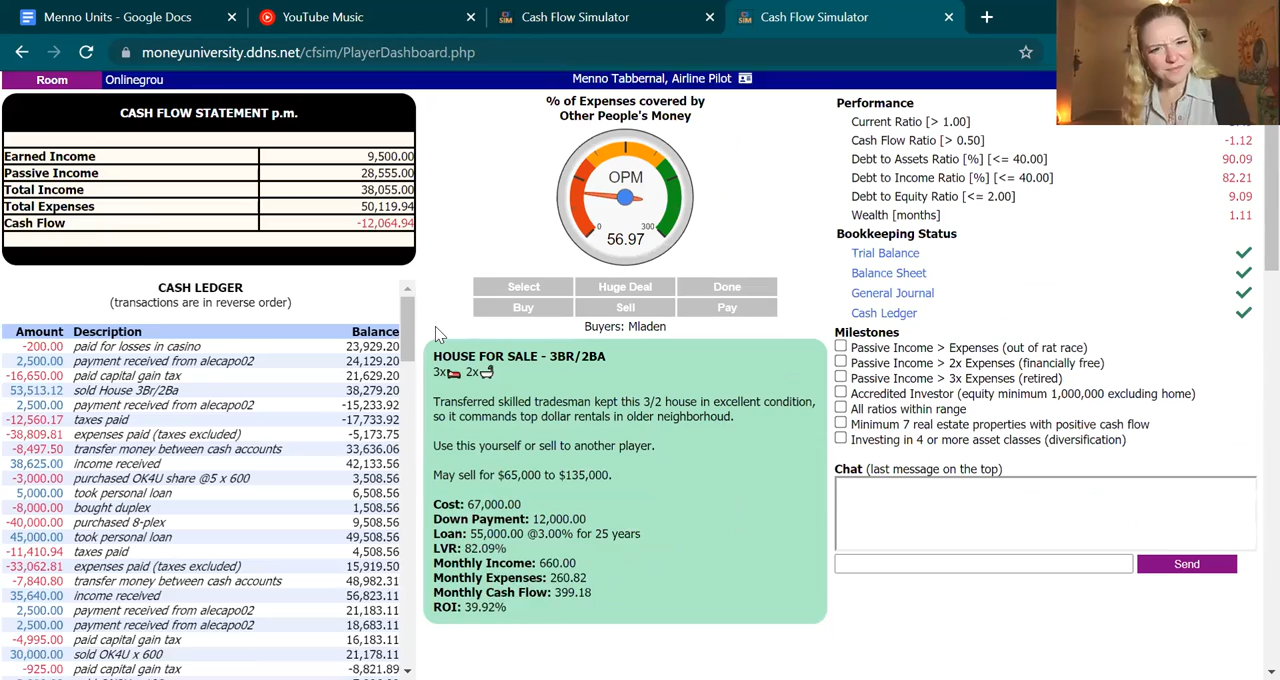 Menno Units - Google Docs
YouTube Music
Cash Flow Simulator
Cash Flow Simulator
moneyuniversity.ddns.net/cfsim/PlayerDashboard.php
Room
Onlinegrou
Menno Tabbernal, Airline Pilot
CASH FLOW STATEMENT p.m.
Earned Income 9,500.00
Passive Income 28,555.00
Total Income 38,055.00
Total Expenses 50,119.94
Cash Flow -12,064.94
CASH LEDGER
(transactions are in reverse order)
Amount Description Balance
-200.00 paid for losses in casino 23,929.20
2,500.00 payment received from alecapo02 24,129.20
-16,650.00 paid capital gain tax 21,629.20
53,513.12 sold House 3Br/2Ba 38,279.20
2,500.00 payment received from alecapo02 -15,233.92
-12,560.17 taxes paid -17,733.92
-38,809.81 expenses paid (taxes excluded) -5,173.75
-8,497.50 transfer money between cash accounts 33,636.06
38,625.00 income received 42,133.56
-3,000.00 purchased OK4U share @5 x 600 3,508.56
5,000.00 took personal loan 6,508.56
-8,000.00 bought duplex 1,508.56
-40,000.00 purchased 8-plex 9,508.56
45,000.00 took personal loan 49,508.56
-11,410.94 taxes paid 4,508.56
-33,062.81 expenses paid (taxes excluded) 15,919.50
-7,840.80 transfer money between cash accounts 48,982.31
35,640.00 income received 56,823.11
2,500.00 payment received from alecapo02 21,183.11
2,500.00 payment received from alecapo02 18,683.11
-4,995.00 paid capital gain tax 16,183.11
30,000.00 sold OK4U x 600 21,178.11
-925.00 paid capital gain tax -8,821.89
% of Expenses covered by
Other People's Money
OPM
0 300
56.97
Select Huge Deal Done
Buy Sell Pay
Buyers: Mladen
HOUSE FOR SALE - 3BR/2BA
3x 2x
Transferred skilled tradesman kept this 3/2 house in excellent condition,
so it commands top dollar rentals in older neighborhoud.
Use this yourself or sell to another player.
May sell for $65,000 to $135,000.
Cost: 67,000.00
Down Payment: 12,000.00
Loan: 55,000.00 @3.00% for 25 years
LVR: 82.09%
Monthly Income: 660.00
Monthly Expenses: 260.82
Monthly Cash Flow: 399.18
ROI: 39.92%
Performance
Current Ratio [> 1.00]
Cash Flow Ratio [> 0.50] -1.12
Debt to Assets Ratio [%] [<= 40.00] 90.09
Debt to Income Ratio [%] [<= 40.00] 82.21
Debt to Equity Ratio [<= 2.00] 9.09
Wealth [months] 1.11
Bookkeeping Status
Trial Balance
Balance Sheet
General Journal
Cash Ledger
Milestones
Passive Income > Expenses (out of rat race)
Passive Income > 2x Expenses (financially free)
Passive Income > 3x Expenses (retired)
Accredited Investor (equity minimum 1,000,000 excluding home)
All ratios within range
Minimum 7 real estate properties with positive cash flow
Investing in 4 or more asset classes (diversification)
Chat (last message on the top)
Send